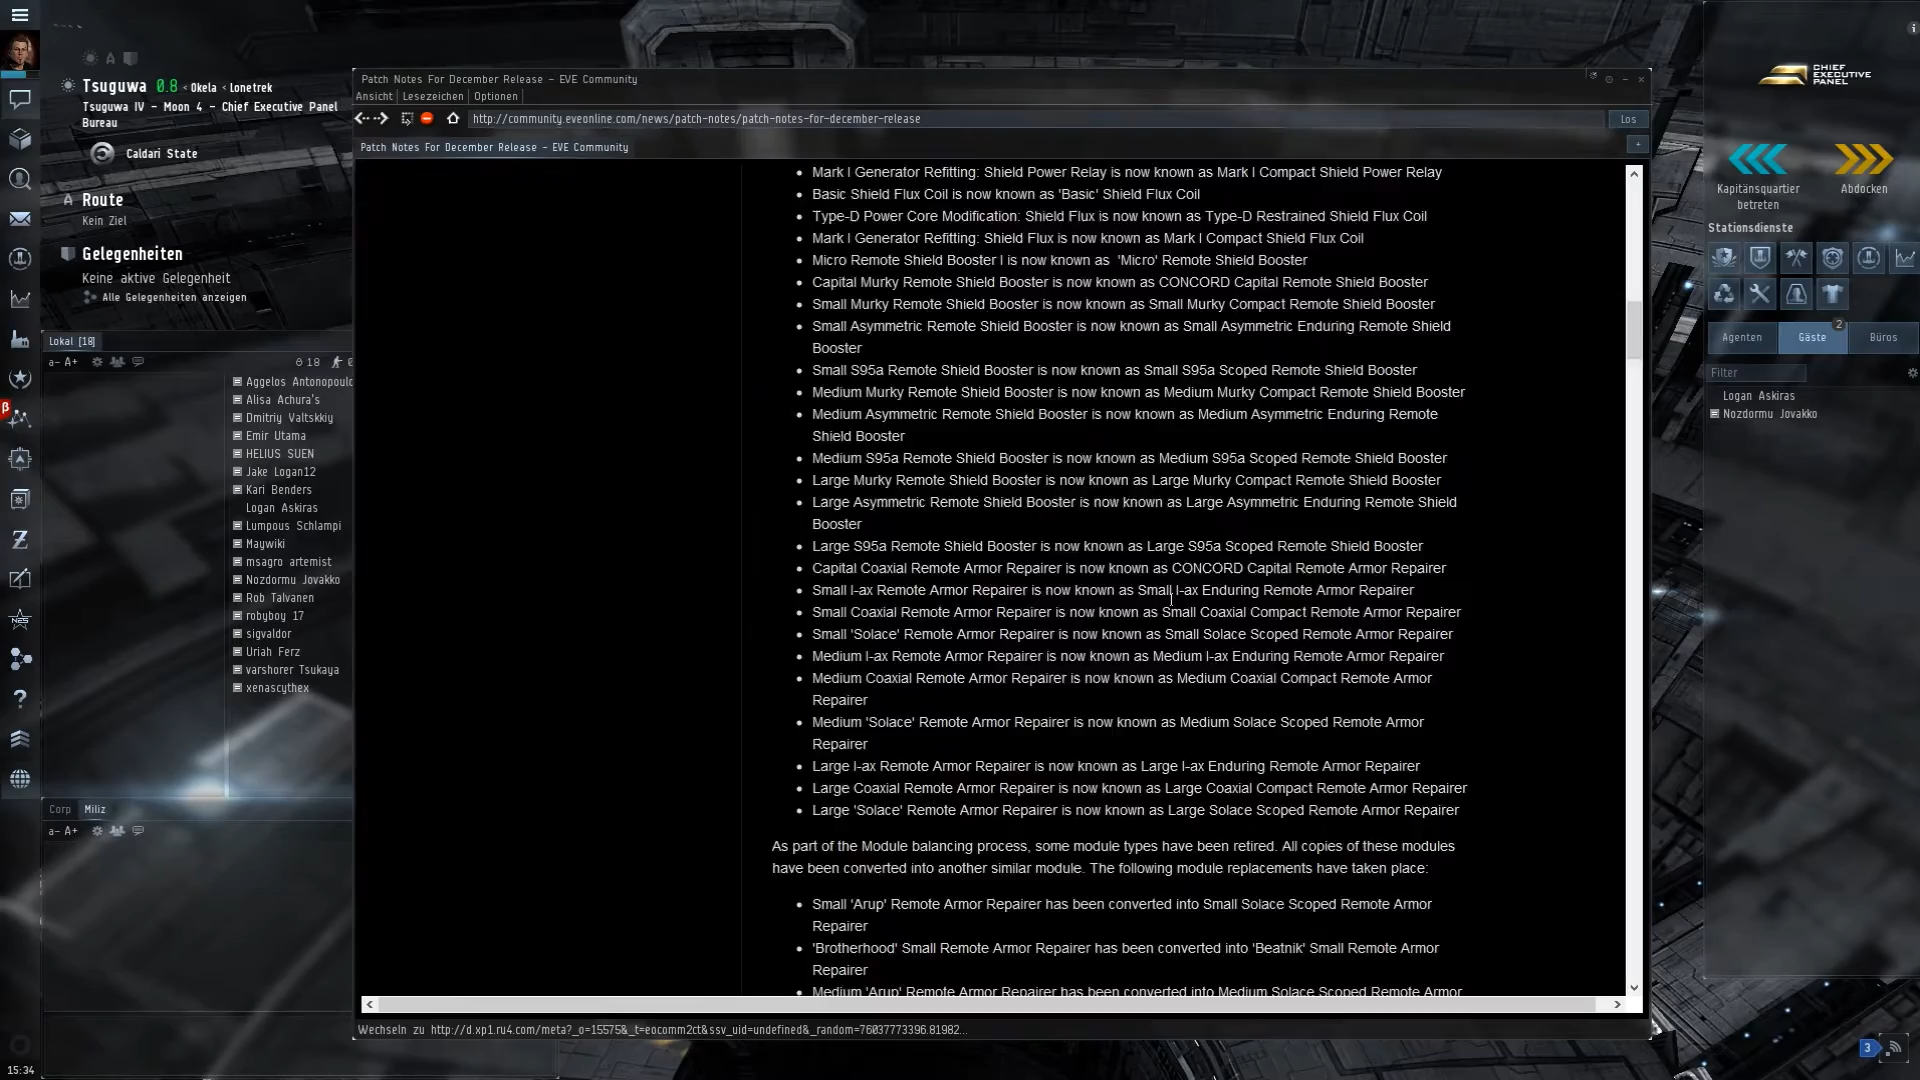 Tsuguwa 0.8 < Okela < Lonetrek
Tsuguwa IV - Moon 4 - Chief Executive Panel
Bureau
Caldari State
Route
Kein Ziel
Gelegenheiten
Keine aktive Gelegenheit
Alle Gelegenheiten anzeigen
Lokal [18]
a- A+
18
Aggelos Antonopoulo
Alisa Achura's
Dmitriy Valtskkiy
Emir Utama
HELIUS SUEN
Jake Logan12
Kari Benders
Logan Askiras
Lumpous Schlampi
Maywiki
msagro artemist
Nozdormu Jovakko
Rob Talvanen
robyboy 17
sigvaldor
Uriah Ferz
varshorer Tsukaya
xenascythex
Corp Miliz
a- A+
15:34
Patch Notes For December Release - EVE Community
Ansicht Lesezeichen Optionen
http://community.eveonline.com/news/patch-notes/patch-notes-for-december-release
Los
Patch Notes For December Release - EVE Community
+
• Mark I Generator Refitting: Shield Power Relay is now known as Mark I Compact Shield Power Relay
• Basic Shield Flux Coil is now known as 'Basic' Shield Flux Coil
• Type-D Power Core Modification: Shield Flux is now known as Type-D Restrained Shield Flux Coil
• Mark I Generator Refitting: Shield Flux is now known as Mark I Compact Shield Flux Coil
• Micro Remote Shield Booster I is now known as 'Micro' Remote Shield Booster
• Capital Murky Remote Shield Booster is now known as CONCORD Capital Remote Shield Booster
• Small Murky Remote Shield Booster is now known as Small Murky Compact Remote Shield Booster
• Small Asymmetric Remote Shield Booster is now known as Small Asymmetric Enduring Remote Shield
Booster
• Small S95a Remote Shield Booster is now known as Small S95a Scoped Remote Shield Booster
• Medium Murky Remote Shield Booster is now known as Medium Murky Compact Remote Shield Booster
• Medium Asymmetric Remote Shield Booster is now known as Medium Asymmetric Enduring Remote
Shield Booster
• Medium S95a Remote Shield Booster is now known as Medium S95a Scoped Remote Shield Booster
• Large Murky Remote Shield Booster is now known as Large Murky Compact Remote Shield Booster
• Large Asymmetric Remote Shield Booster is now known as Large Asymmetric Enduring Remote Shield
Booster
• Large S95a Remote Shield Booster is now known as Large S95a Scoped Remote Shield Booster
• Capital Coaxial Remote Armor Repairer is now known as CONCORD Capital Remote Armor Repairer
• Small I-ax Remote Armor Repairer is now known as Small I-ax Enduring Remote Armor Repairer
• Small Coaxial Remote Armor Repairer is now known as Small Coaxial Compact Remote Armor Repairer
• Small 'Solace' Remote Armor Repairer is now known as Small Solace Scoped Remote Armor Repairer
• Medium I-ax Remote Armor Repairer is now known as Medium I-ax Enduring Remote Armor Repairer
• Medium Coaxial Remote Armor Repairer is now known as Medium Coaxial Compact Remote Armor
Repairer
• Medium 'Solace' Remote Armor Repairer is now known as Medium Solace Scoped Remote Armor
Repairer
• Large I-ax Remote Armor Repairer is now known as Large I-ax Enduring Remote Armor Repairer
• Large Coaxial Remote Armor Repairer is now known as Large Coaxial Compact Remote Armor Repairer
• Large 'Solace' Remote Armor Repairer is now known as Large Solace Scoped Remote Armor Repairer
As part of the Module balancing process, some module types have been retired. All copies of these modules
have been converted into another similar module. The following module replacements have taken place:
• Small 'Arup' Remote Armor Repairer has been converted into Small Solace Scoped Remote Armor
Repairer
• 'Brotherhood' Small Remote Armor Repairer has been converted into 'Beatnik' Small Remote Armor
Repairer
• Medium 'Arup' Remote Armor Repairer has been converted into Medium Solace Scoped Remote Armor
Wechseln zu http://d.xp1.ru4.com/meta?_o=15575&_t=eocomm2ct&ssv_uid=undefined&_random=76037773396.81982...
CHIEF
EXECUTIVE
PANEL
Kapitänsquartier
betreten
Abdocken
Stationsdienste
Agenten Gäste 2 Büros
Filter
Logan Askiras
Nozdormu Jovakko
3